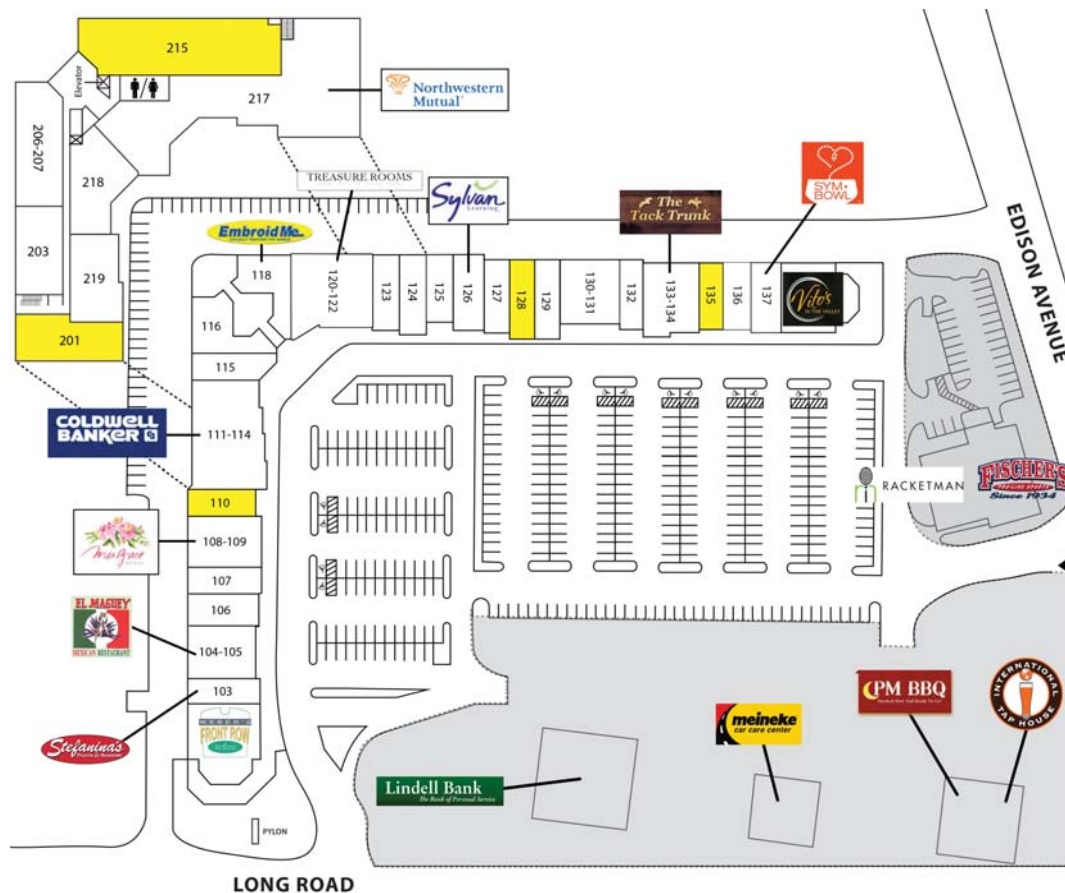 215
Elevator
217
Northwestern
Mutual
206-207
218
TREASURE ROOMS
Sylvan
Learning
The
Tack Trunk
SYM•
BOWL
EmbroidMe
203
219
118
120-122
123
124
125
126
127
128
129
130-131
132
133-134
135
136
137
Vito's
IN THE VALLEY
EDISON AVENUE
116
201
115
COLDWELL
BANKER
111-114
RACKETMAN
FISCHER'S
Since 1934
110
108-109
107
EL MAGUEY
MEXICAN RESTAURANT
106
104-105
103
Stefanina's
FRONT ROW
PM BBQ
INTERNATIONAL
TAP HOUSE
meineke
car care center
Lindell Bank
The Bank of Personal Service
PYLON
LONG ROAD